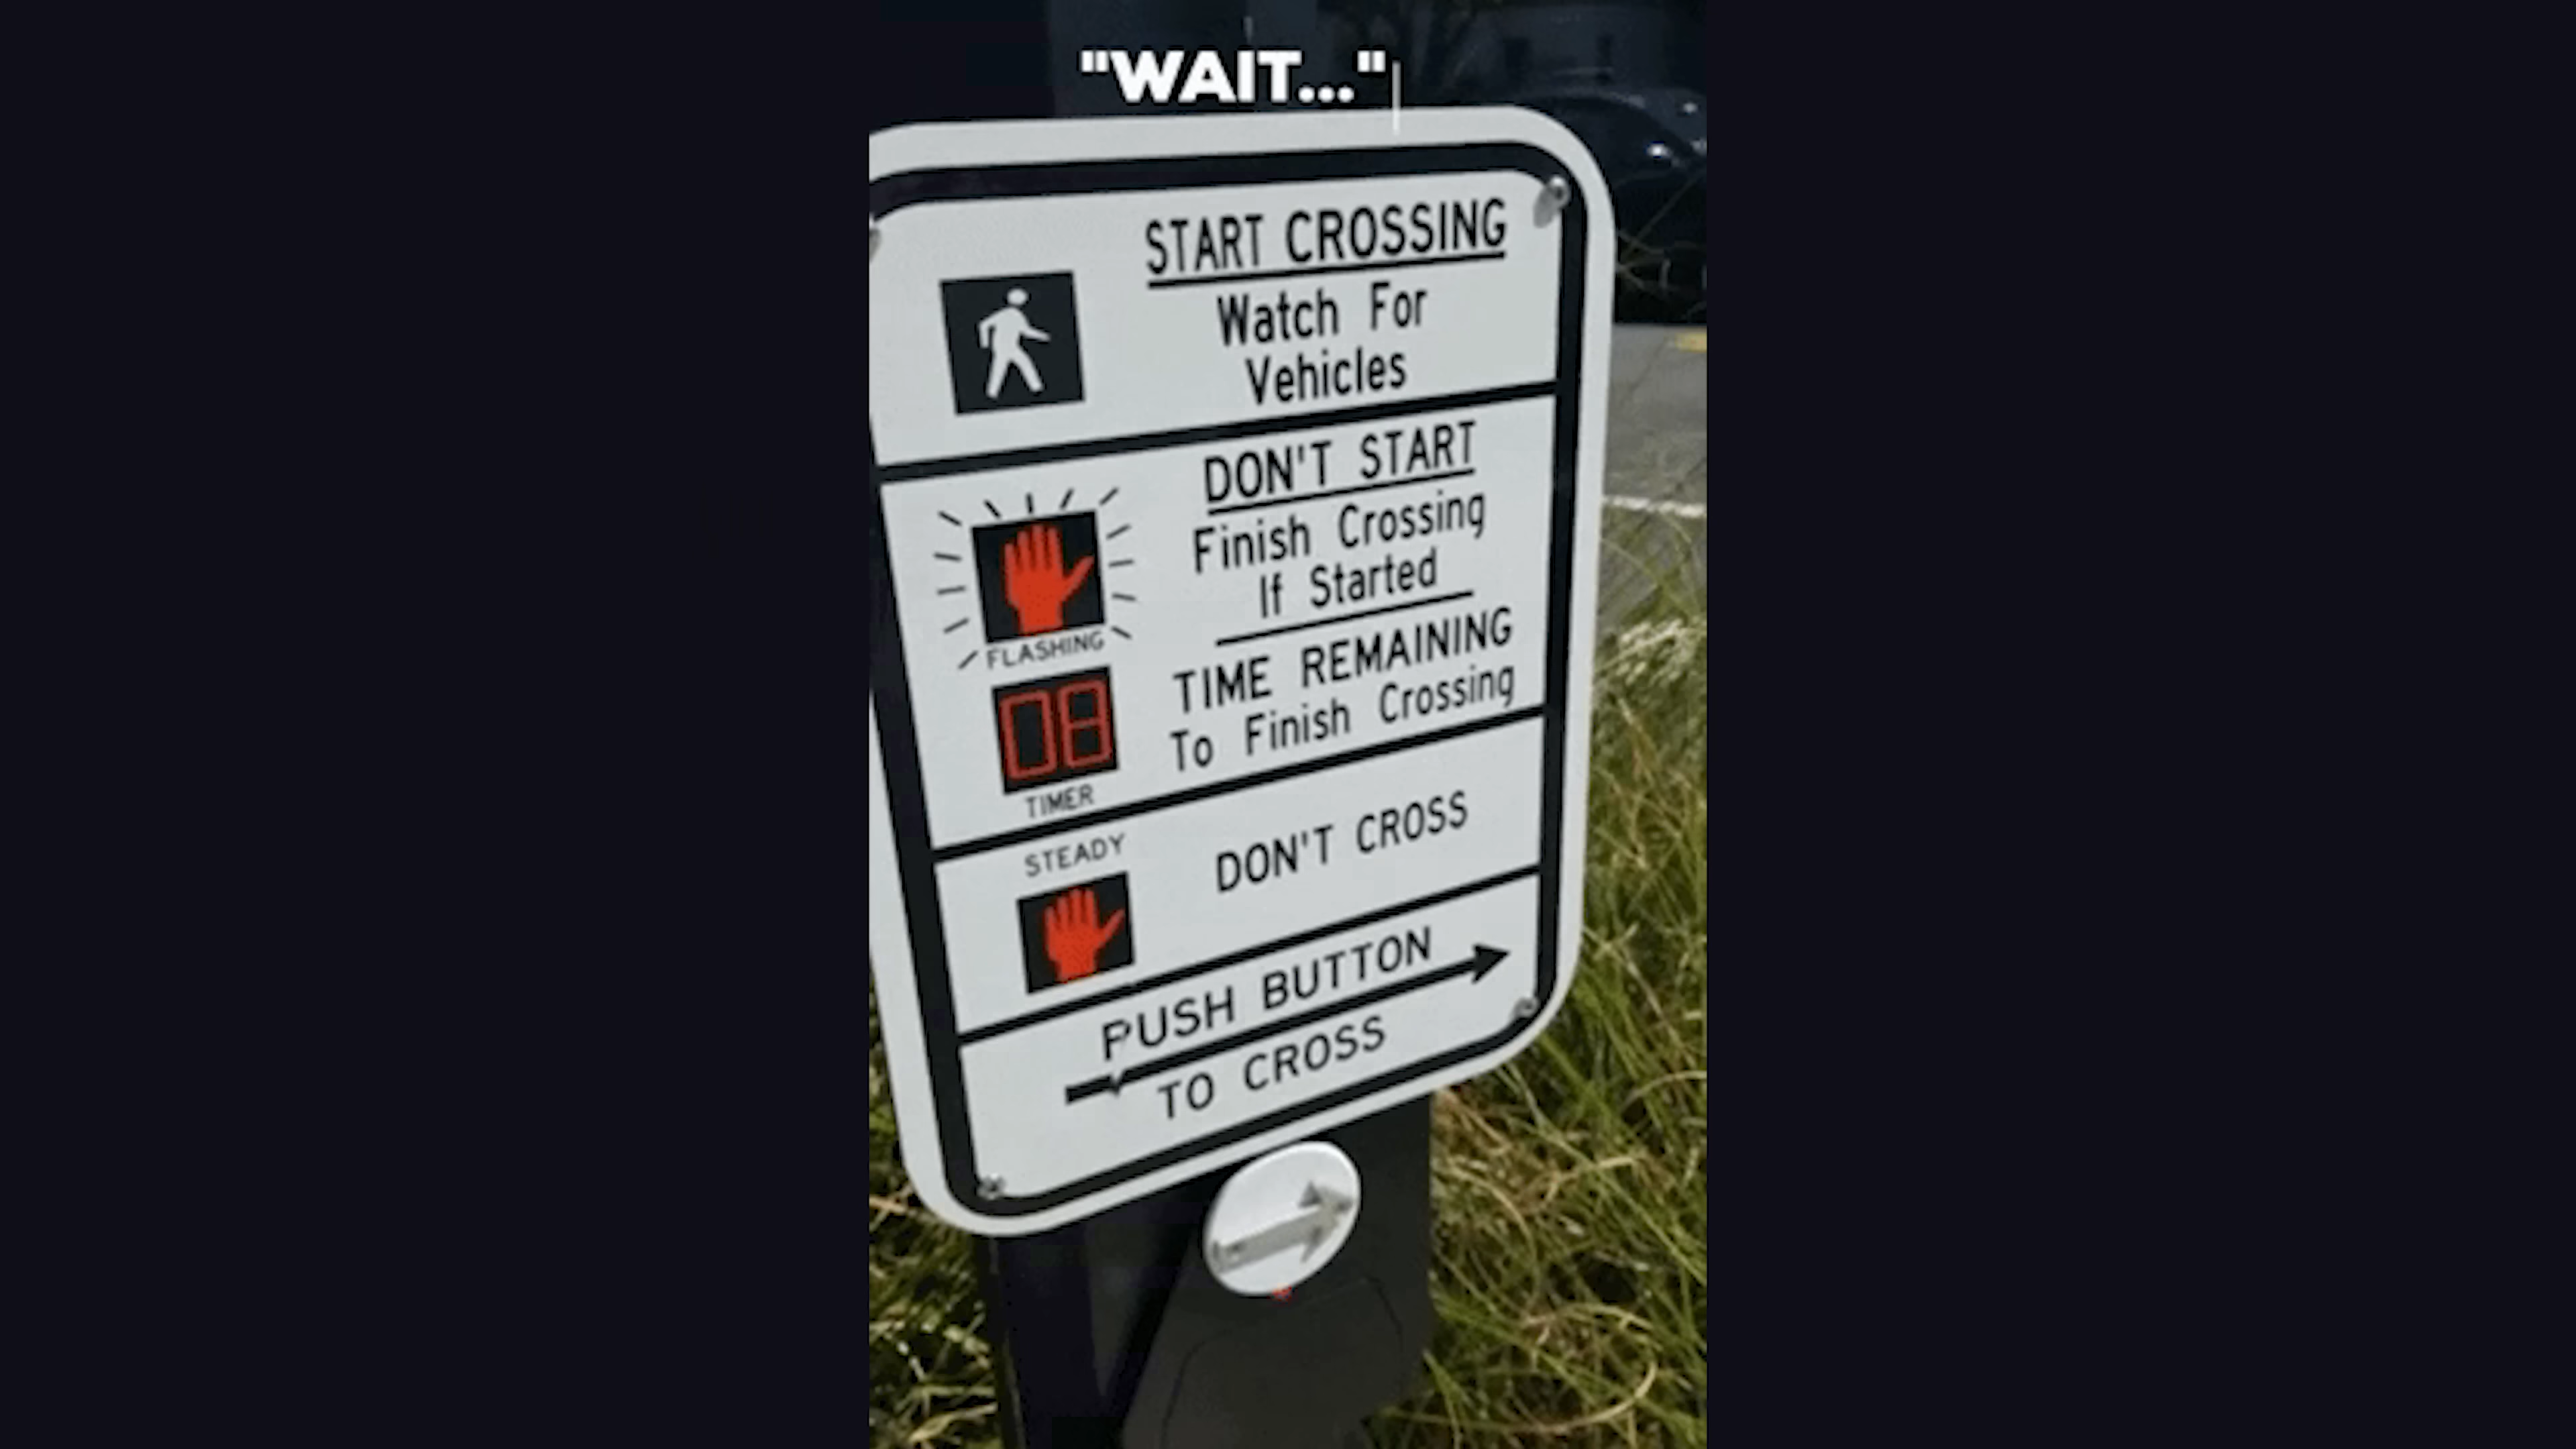 "WAIT..."
START CROSSING
Watch For
Vehicles
DON'T START
Finish Crossing
If Started
FLASHING
TIME REMAINING
To Finish Crossing
08
TIMER
STEADY
DON'T CROSS
PUSH BUTTON
TO CROSS